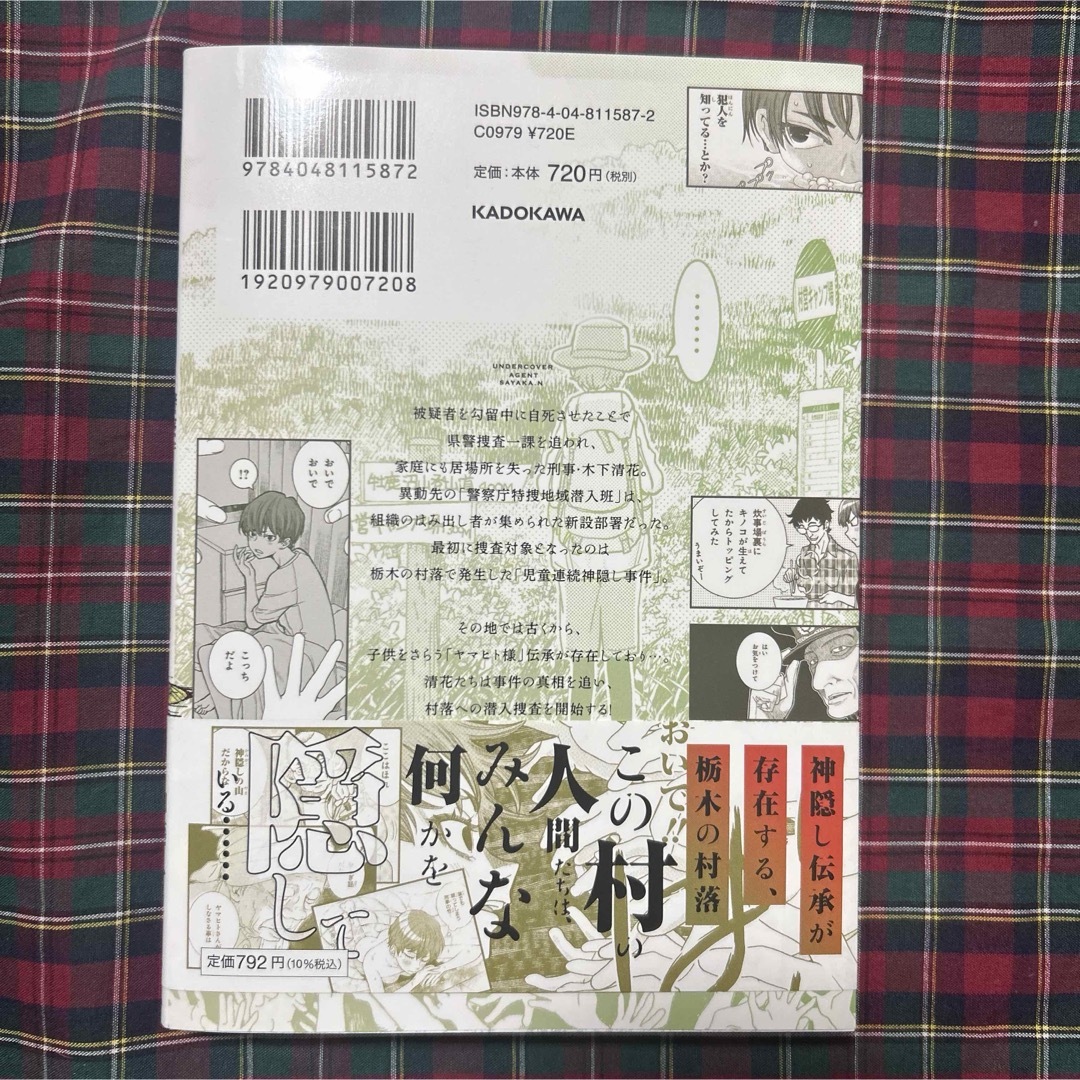 ISBN978-4-04-811587-2
C0979 ¥720E
定価:本体 720円(税別)
KADOKAWA
9784048115872
1920979007208
犯人を
知ってる…とか?
……
UNDERCOVER
AGENT
SAYAKA.N
被疑者を勾留中に自死させたことで
県警捜査一課を追われ、
家庭にも居場所を失った刑事・木下清花。
異動先の「警察庁特捜地域潜入班」は、
組織のはみ出し者が集められた新設部署だった。
最初に捜査対象となったのは
栃木の村落で発生した「児童連続神隠し事件」。
その地では古くから、
子供をさらう「ヤマヒト様」伝承が存在しており…。
清花たちは事件の真相を追い、
村落への潜入捜査を開始する!
おいで
おいで
!?
こっち
だよ
炊事場裏に
キノコが生えて
たからトッピング
してみた
うまいぞー
はい
お気をつけて
神隠し伝承が
存在する、
栃木の村落
おいで!!
この村の
人間たちは、
みんな
何かを
隠して
いる……
神隠しの山
だからな
定価792円(10%税込)